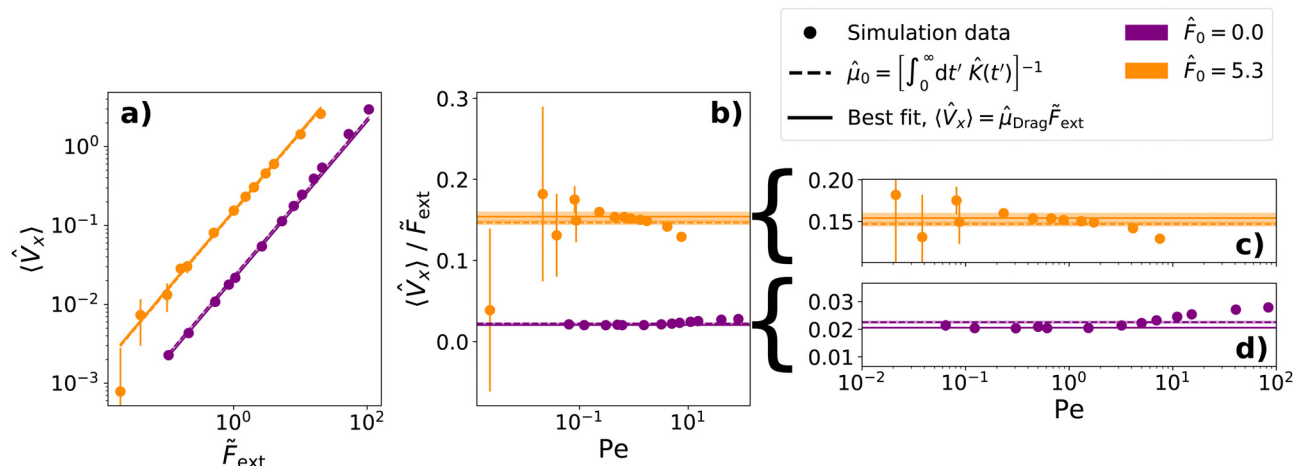 Simulation data
F̂₀ = 0.0
μ̂₀ = [∫₀^∞ dt′ K̂(t′)]⁻¹
F̂₀ = 5.3
Best fit, ⟨V̂ₓ⟩ = μ̂_Drag F̃_ext
a)
⟨V̂ₓ⟩
10⁰
10⁻¹
10⁻²
10⁻³
10⁰
10²
F̃_ext
b)
⟨V̂ₓ⟩ / F̃_ext
0.3
0.2
0.1
0.0
10⁻¹
10¹
Pe
{
{
0.20
0.15
c)
0.03
0.02
0.01
d)
10⁻²
10⁻¹
10⁰
10¹
10²
Pe